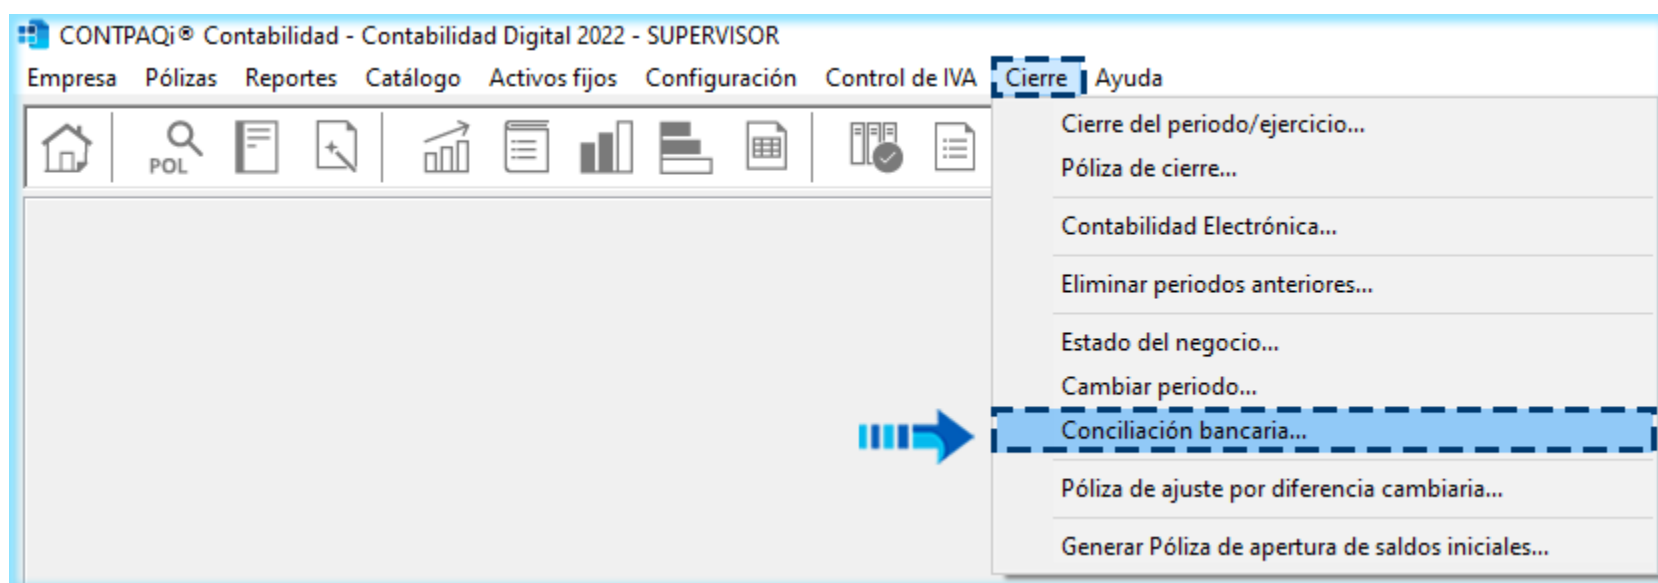 CONTPAQi® Contabilidad - Contabilidad Digital 2022 - SUPERVISOR
Empresa Pólizas Reportes Catálogo Activos fijos Configuración Control de IVA Cierre Ayuda
POL
Cierre del periodo/ejercicio...
Póliza de cierre...
Contabilidad Electrónica...
Eliminar periodos anteriores...
Estado del negocio...
Cambiar periodo...
Conciliación bancaria...
Póliza de ajuste por diferencia cambiaria...
Generar Póliza de apertura de saldos iniciales...